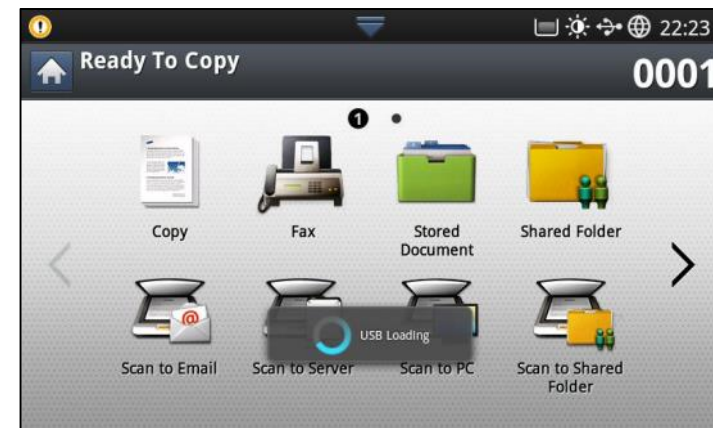 22:23
Ready To Copy
0001
1
Copy
Fax
Stored
Document
Shared Folder
USB Loading
Scan to Email
Scan to Server
Scan to PC
Scan to Shared
Folder